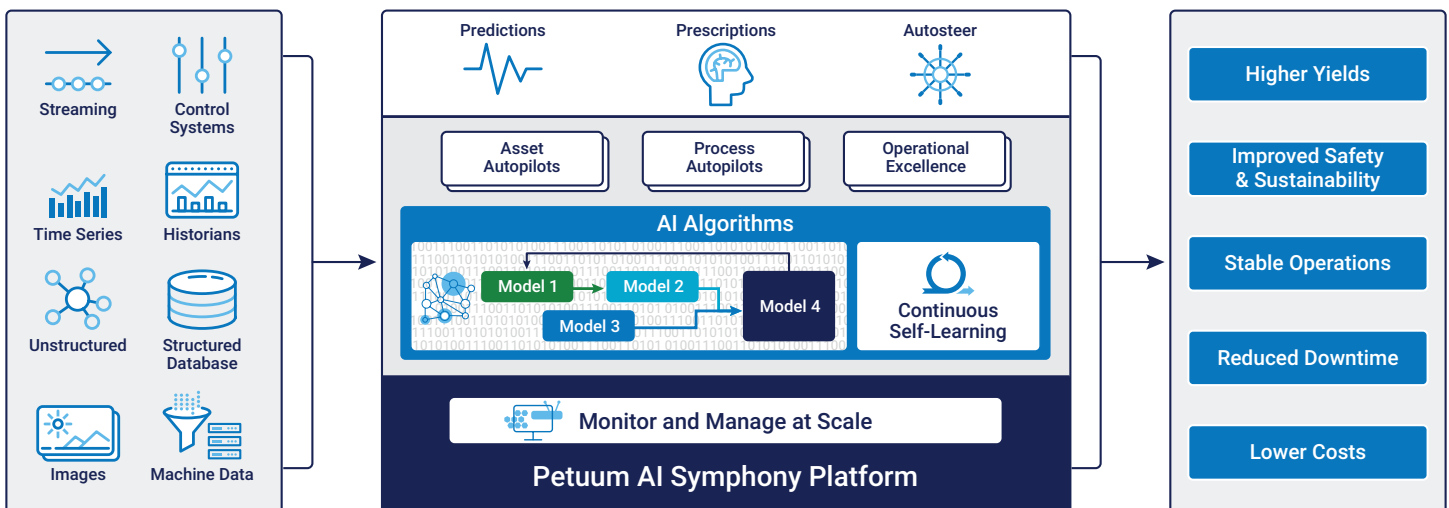 Streaming
Control
Systems
Time Series
Historians
Unstructured
Structured
Database
Images
Machine Data
Predictions
Prescriptions
Autosteer
Asset
Autopilots
Process
Autopilots
Operational
Excellence
AI Algorithms
Model 1
Model 2
Model 3
Model 4
Continuous
Self-Learning
Monitor and Manage at Scale
Petuum AI Symphony Platform
Higher Yields
Improved Safety
& Sustainability
Stable Operations
Reduced Downtime
Lower Costs